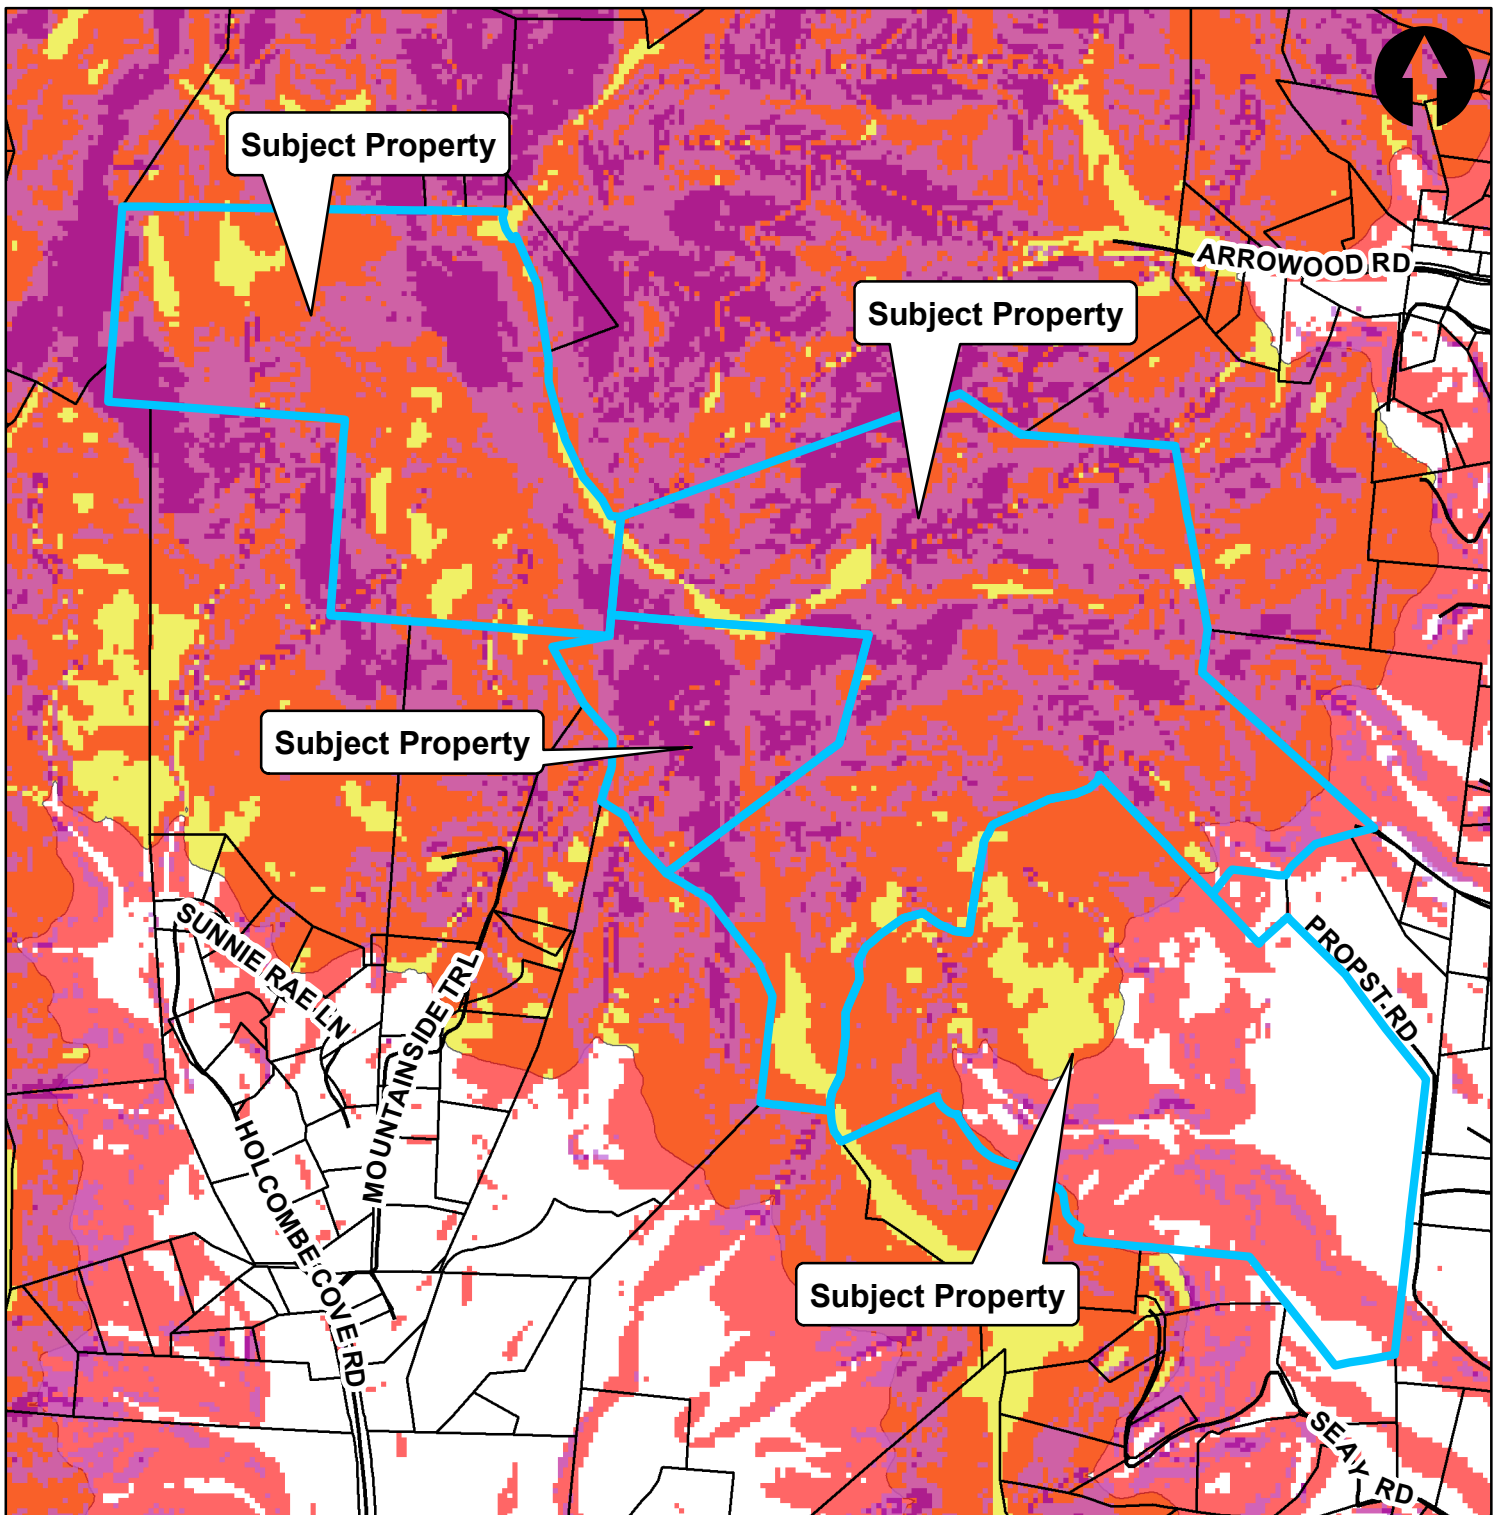 Subject Property
ARROWOOD RD
Subject Property
Subject Property
SUNNIE RAE LN
MOUNTAINSIDE TRL
PROPST RD
HOLCOMBE COVE RD
Subject Property
SEAY RD